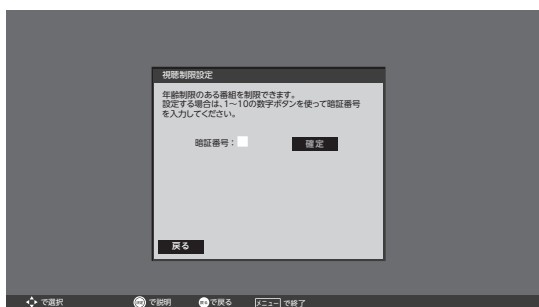 視聴制限設定
年齢制限のある番組を制限できます。
設定する場合は、1～10の数字ボタンを使って暗証番号
を入力してください。
暗証番号：
確定
戻る
で選択
で説明
で戻る
メニュー で終了